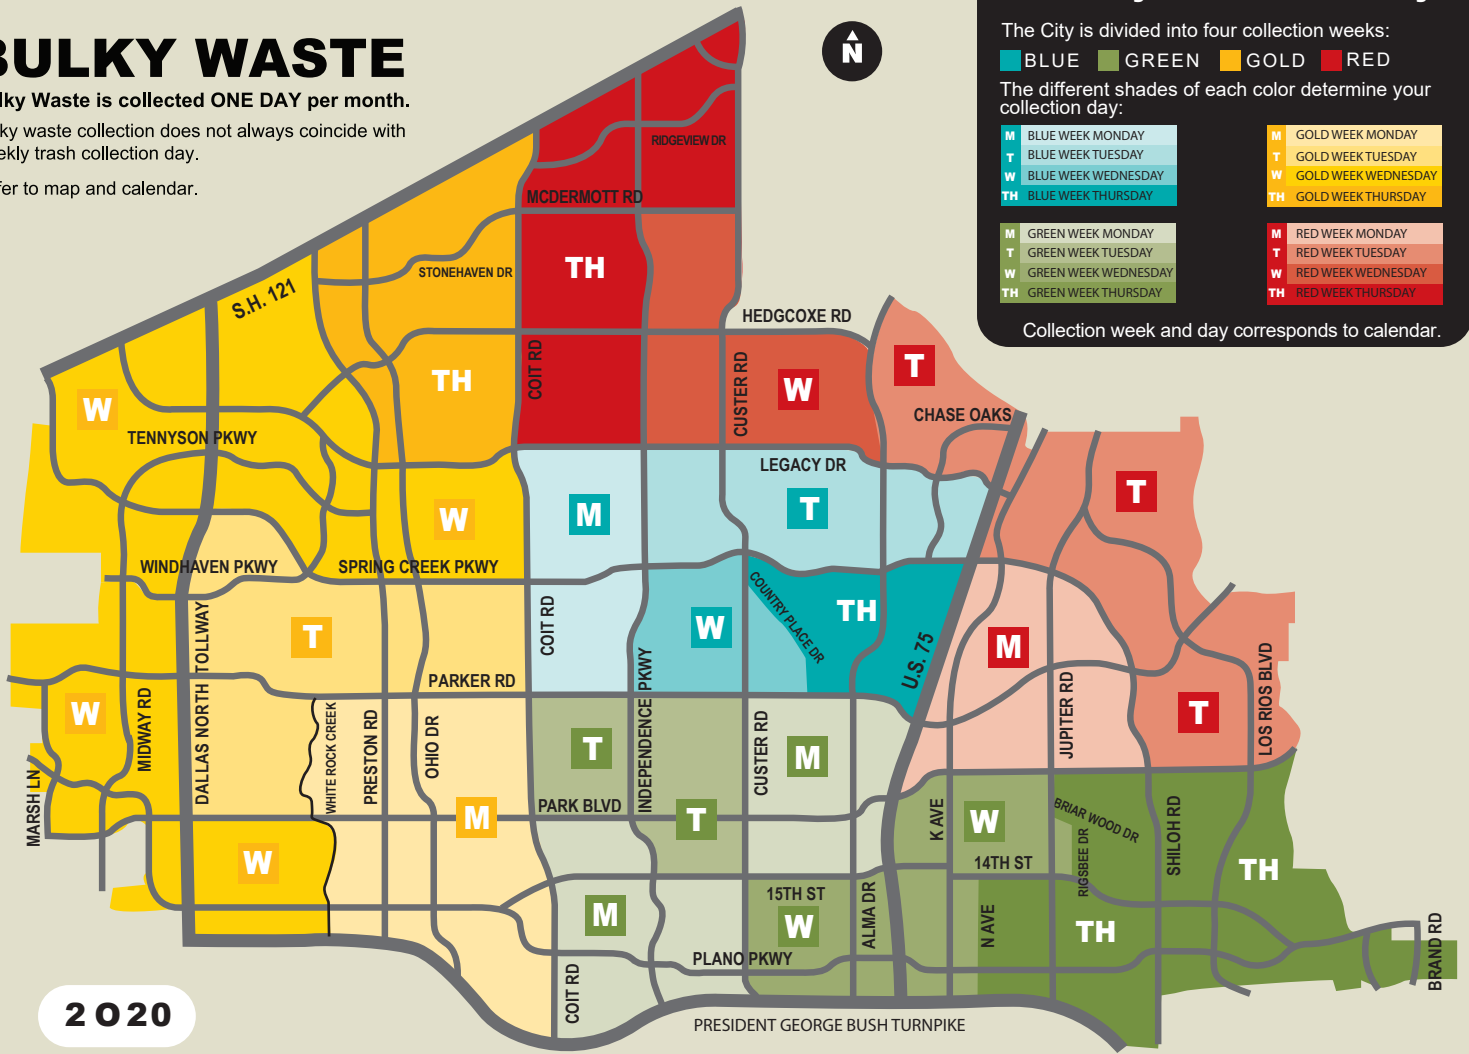 BULKY WASTE
lky Waste is collected ONE DAY per month.
ky waste collection does not always coincide with
ekly trash collection day.
fer to map and calendar.
N
The City is divided into four collection weeks:
BLUE GREEN GOLD RED
The different shades of each color determine your
collection day:
M BLUE WEEK MONDAY
T BLUE WEEK TUESDAY
W BLUE WEEK WEDNESDAY
TH BLUE WEEK THURSDAY
M GOLD WEEK MONDAY
T GOLD WEEK TUESDAY
W GOLD WEEK WEDNESDAY
TH GOLD WEEK THURSDAY
M GREEN WEEK MONDAY
T GREEN WEEK TUESDAY
W GREEN WEEK WEDNESDAY
TH GREEN WEEK THURSDAY
M RED WEEK MONDAY
T RED WEEK TUESDAY
W RED WEEK WEDNESDAY
TH RED WEEK THURSDAY
Collection week and day corresponds to calendar.
RIDGEVIEW DR
MCDERMOTT RD
STONEHAVEN DR
TH
S.H. 121
HEDGCOXE RD
COIT RD
TH
CUSTER RD
W
T
W
CHASE OAKS
TENNYSON PKWY
LEGACY DR
T
W
M
T
WINDHAVEN PKWY
SPRING CREEK PKWY
COUNTRY PLACE DR
TH
COIT RD
W
T
DALLAS NORTH TOLLWAY
U.S. 75
M
PARKER RD
INDEPENDENCE PKWY
W
MIDWAY RD
WHITE ROCK CREEK
PRESTON RD
OHIO DR
T
CUSTER RD
M
JUPITER RD
T
LOS RIOS BLVD
MARSH LN
M
PARK BLVD
T
K AVE
W
BRIAR WOOD DR
SHILOH RD
W
14TH ST
RIGSBEE DR
TH
15TH ST
M
W
ALMA DR
N AVE
TH
BRAND RD
PLANO PKWY
COIT RD
2020
PRESIDENT GEORGE BUSH TURNPIKE